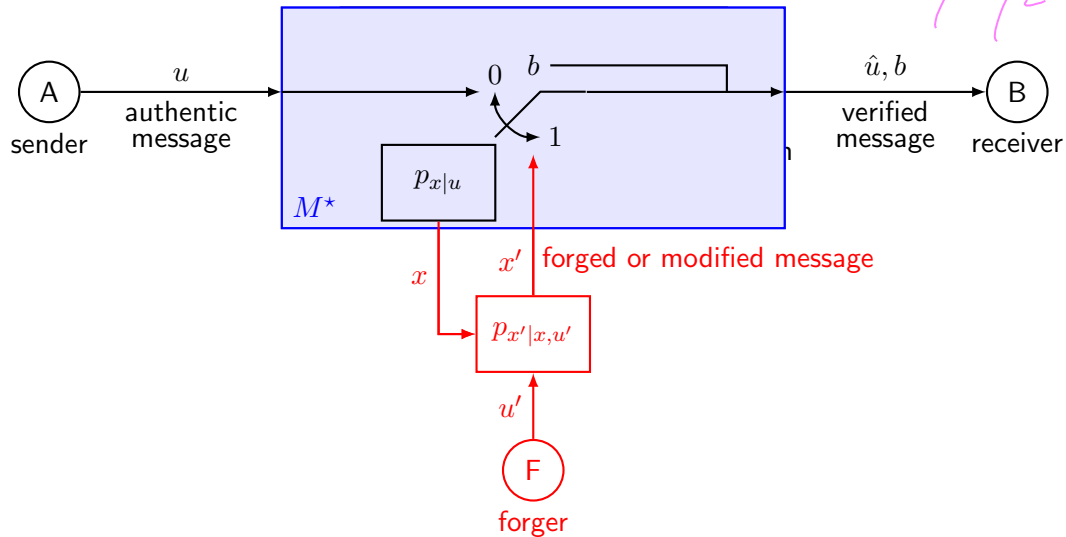 A
sender
u
authentic
message
0
b
1
p_{x|u}
M^⋆
û, b
verified
message
B
receiver
x
x′
forged or modified message
p_{x′|x,u′}
u′
F
forger